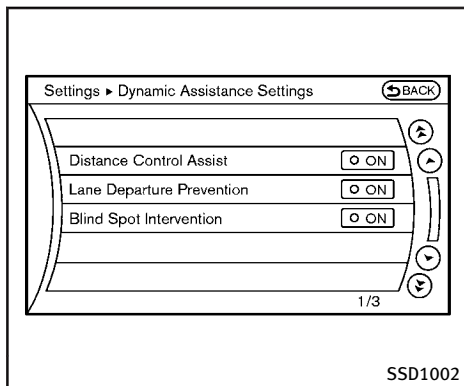 Settings ▸ Dynamic Assistance Settings BACK
Distance Control Assist ON
Lane Departure Prevention ON
Blind Spot Intervention ON
1/3
SSD1002